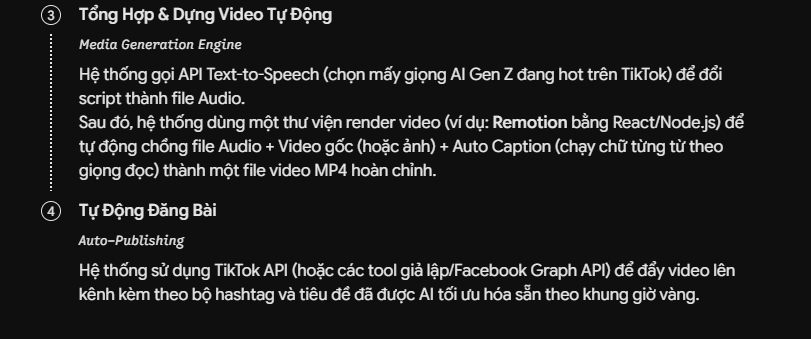 3 Tổng Hợp & Dựng Video Tự Động
Media Generation Engine
Hệ thống gọi API Text-to-Speech (chọn mấy giọng AI Gen Z đang hot trên TikTok) để đổi
script thành file Audio.
Sau đó, hệ thống dùng một thư viện render video (ví dụ: Remotion bằng React/Node.js) để
tự động chồng file Audio + Video gốc (hoặc ảnh) + Auto Caption (chạy chữ từng từ theo
giọng đọc) thành một file video MP4 hoàn chỉnh.
4 Tự Động Đăng Bài
Auto-Publishing
Hệ thống sử dụng TikTok API (hoặc các tool giả lập/Facebook Graph API) để đẩy video lên
kênh kèm theo bộ hashtag và tiêu đề đã được AI tối ưu hóa sẵn theo khung giờ vàng.